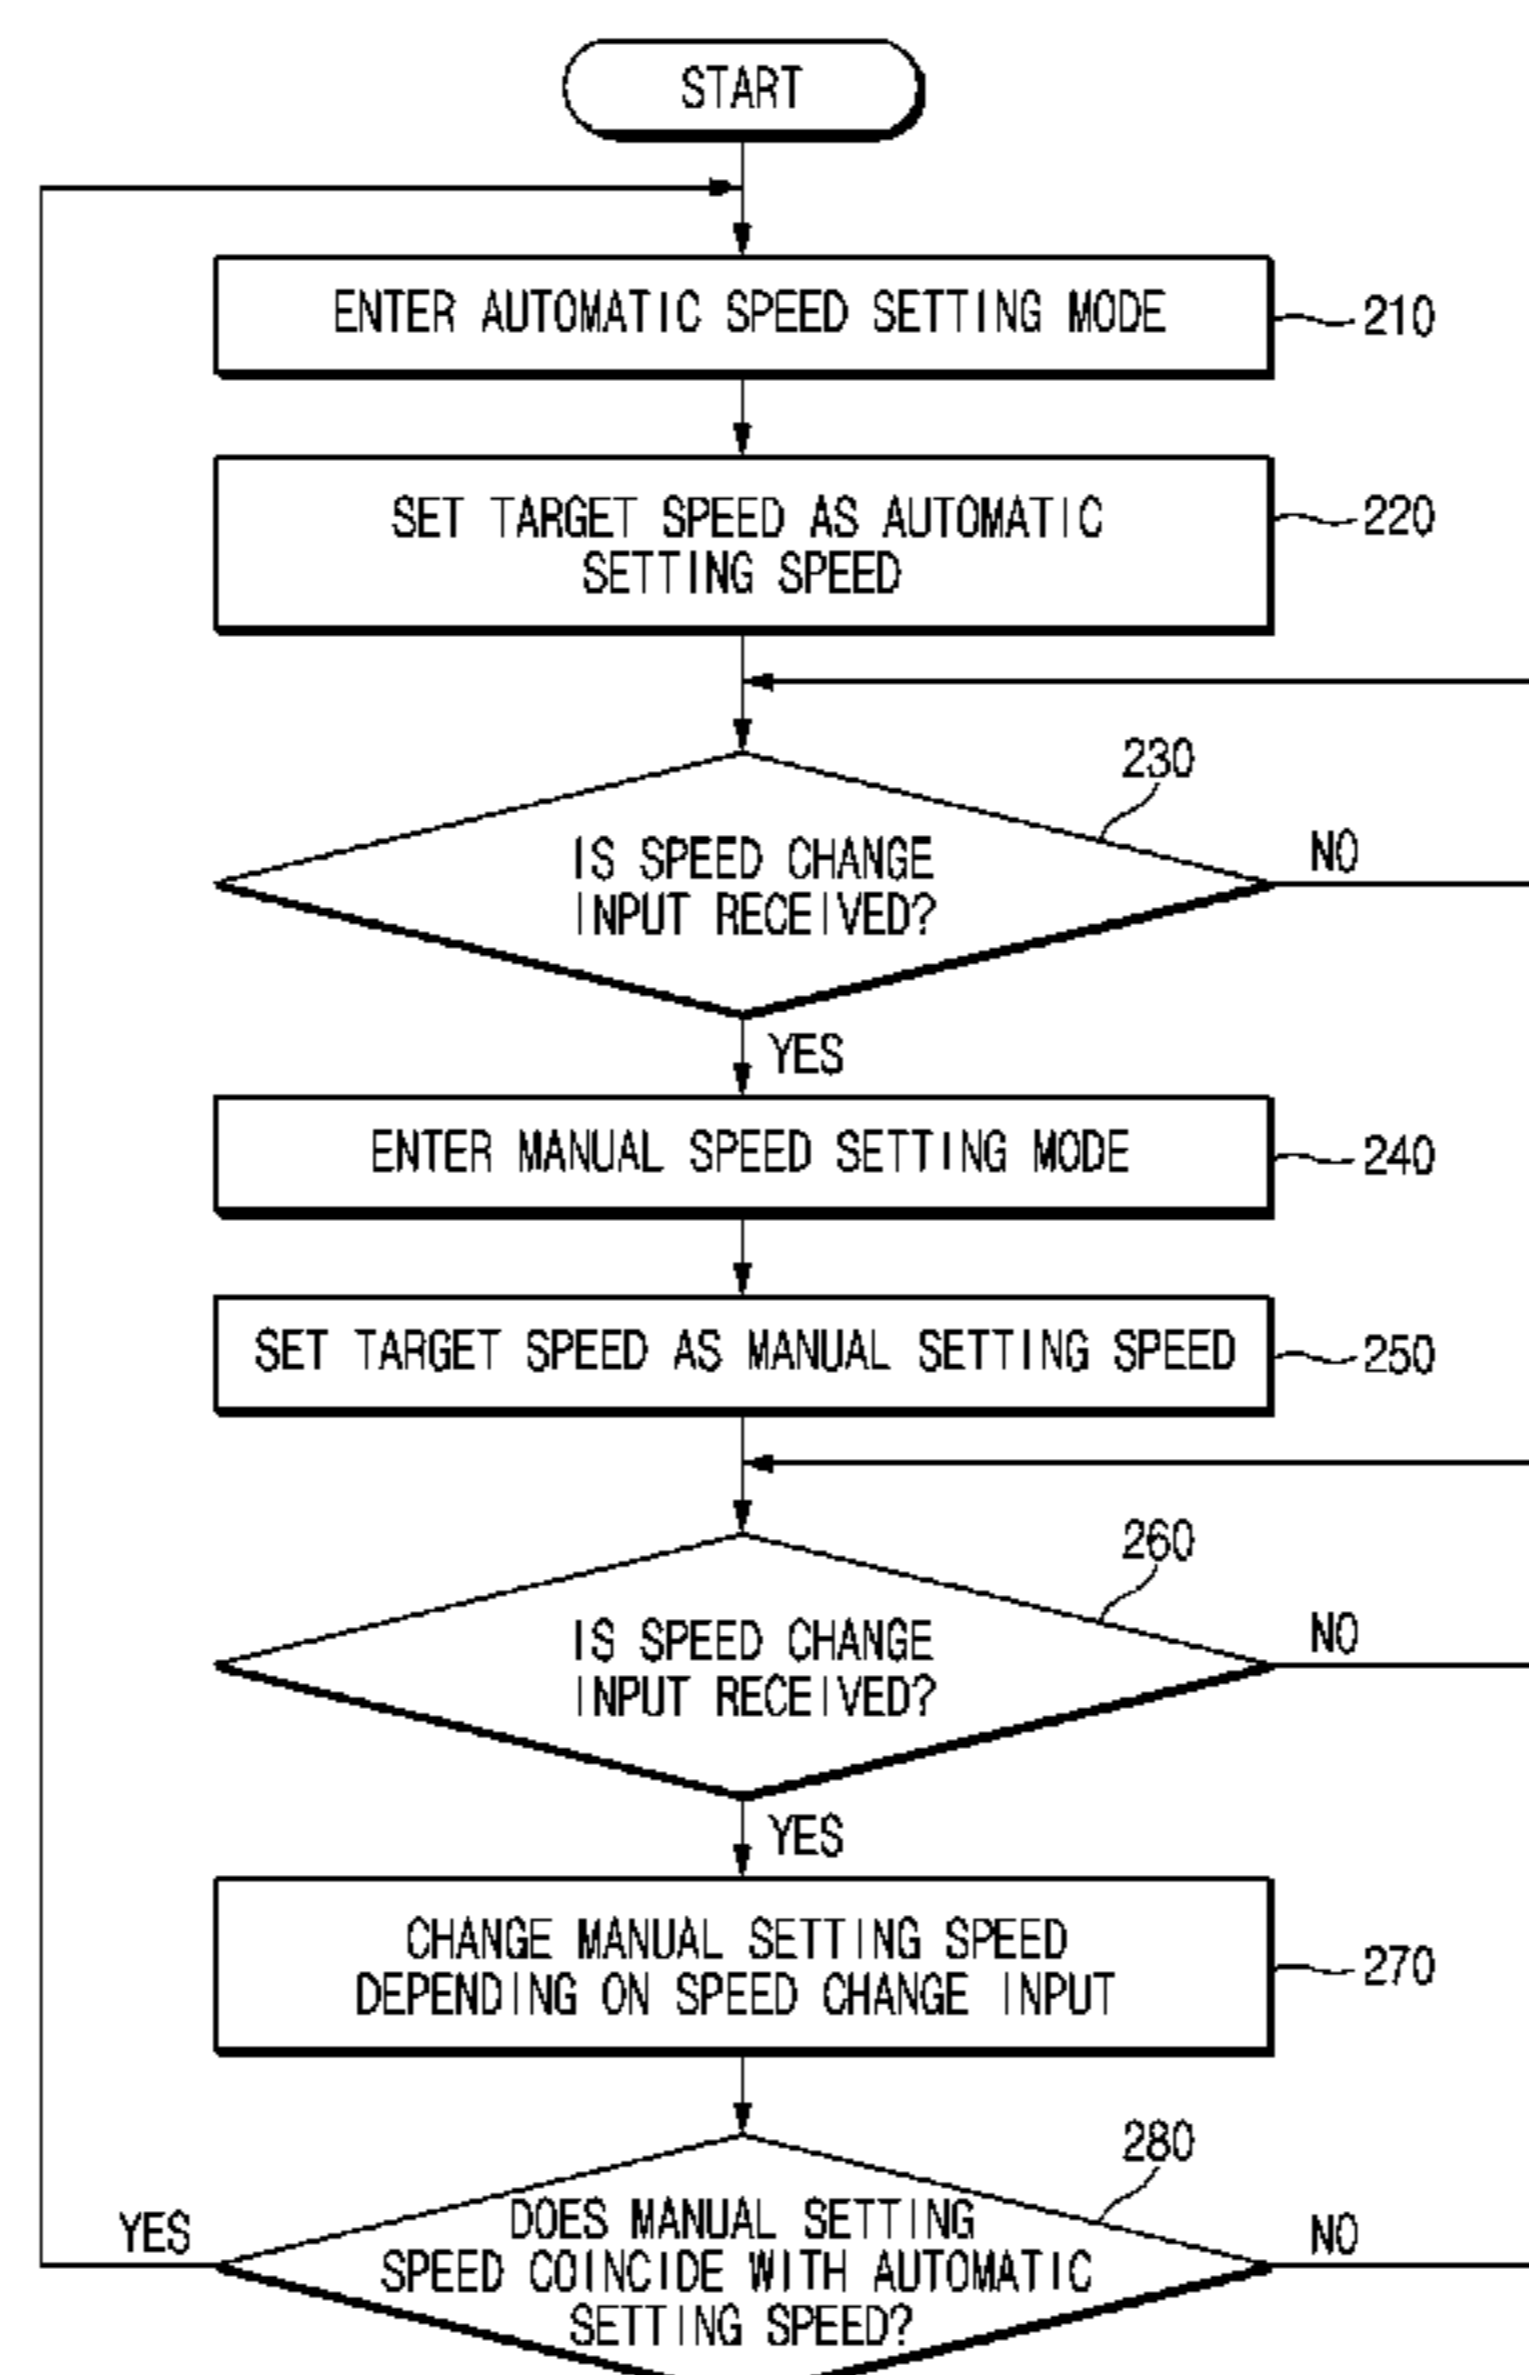 START
ENTER AUTOMATIC SPEED SETTING MODE
210
SET TARGET SPEED AS AUTOMATIC
SETTING SPEED
220
230
IS SPEED CHANGE
INPUT RECEIVED?
NO
YES
ENTER MANUAL SPEED SETTING MODE
240
SET TARGET SPEED AS MANUAL SETTING SPEED
250
260
IS SPEED CHANGE
INPUT RECEIVED?
NO
YES
CHANGE MANUAL SETTING SPEED
DEPENDING ON SPEED CHANGE INPUT
270
280
DOES MANUAL SETTING
SPEED COINCIDE WITH AUTOMATIC
SETTING SPEED?
YES
NO